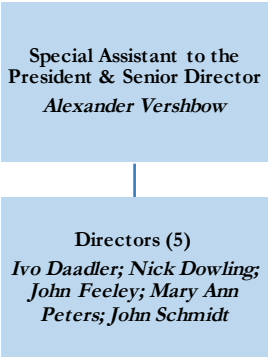 Special Assistant to the
President & Senior Director
Alexander Vershbow
Directors (5)
Ivo Daadler; Nick Dowling;
John Feeley; Mary Ann
Peters; John Schmidt